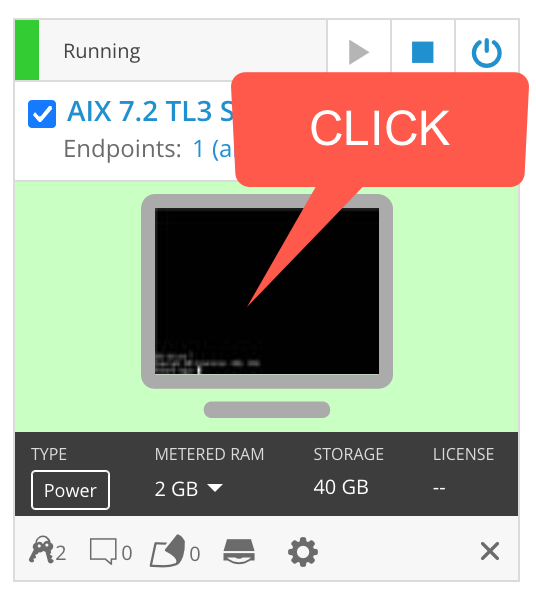 Running
AIX 7.2 TL3 S
CLICK
Endpoints: 1 (a
TYPE METERED RAM STORAGE LICENSE
Power 2 GB 40 GB --
2 0 0